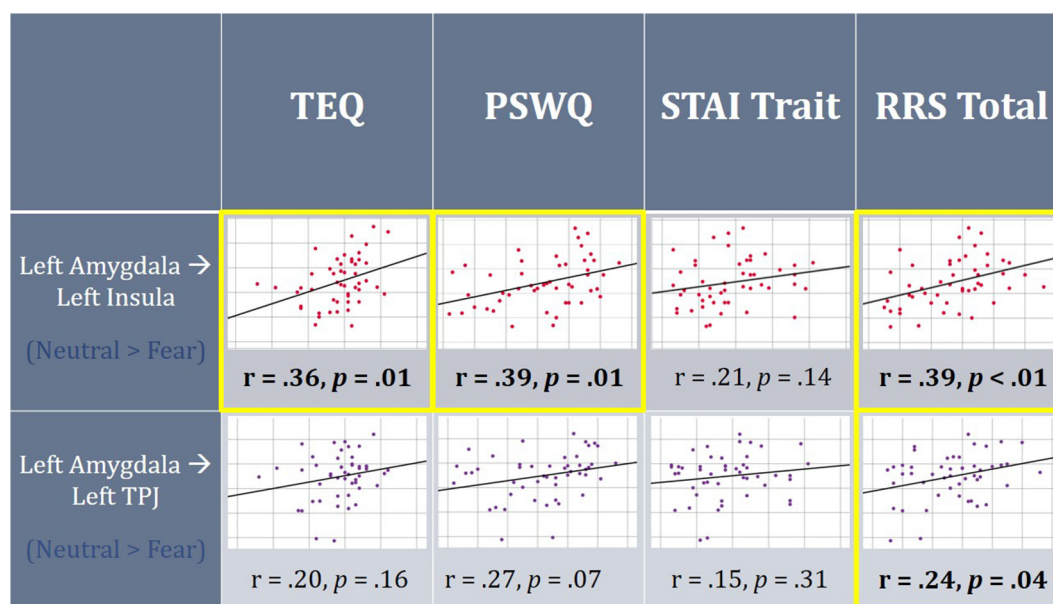 TEQ PSWQ STAI Trait RRS Total
Left Amygdala →
Left Insula
(Neutral > Fear)
r = .36, p = .01 r = .39, p = .01 r = .21, p = .14 r = .39, p < .01
Left Amygdala →
Left TPJ
(Neutral > Fear)
r = .20, p = .16 r = .27, p = .07 r = .15, p = .31 r = .24, p = .04